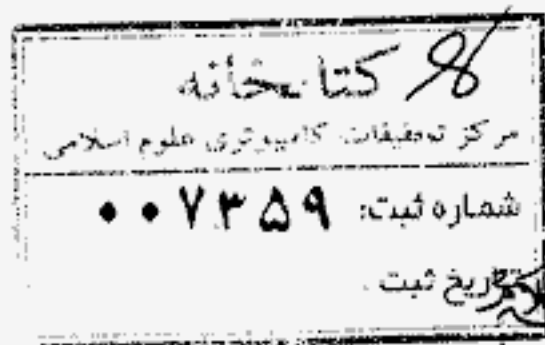 کتابخانه
مرکز تحقیقات کامپیوتری علوم اسلامی
شماره ثبت: ۰۰۷۳۵۹
تاریخ ثبت: